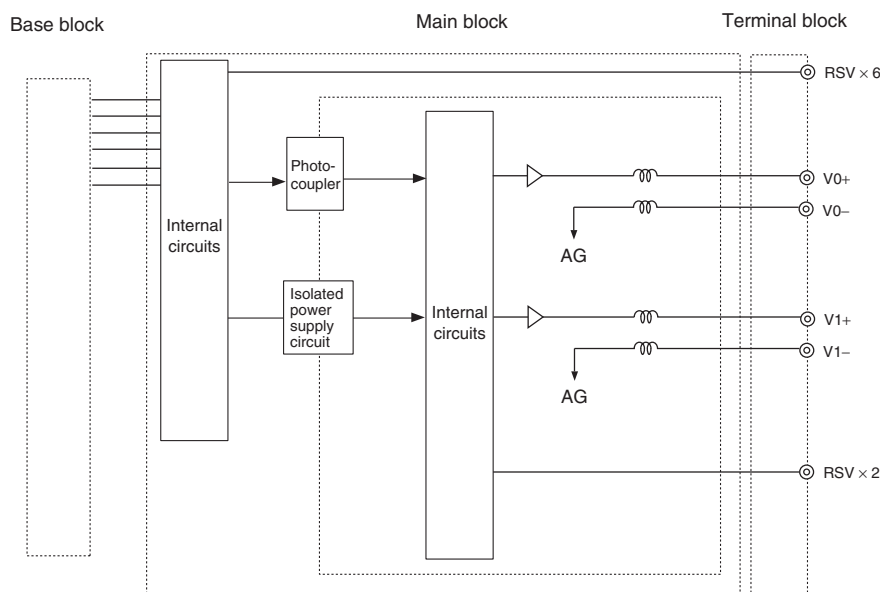 Base block
Main block
Terminal block
RSV × 6
Photo-
coupler
V0+
V0−
AG
Internal
circuits
Isolated
power
supply
circuit
Internal
circuits
V1+
V1−
AG
RSV × 2